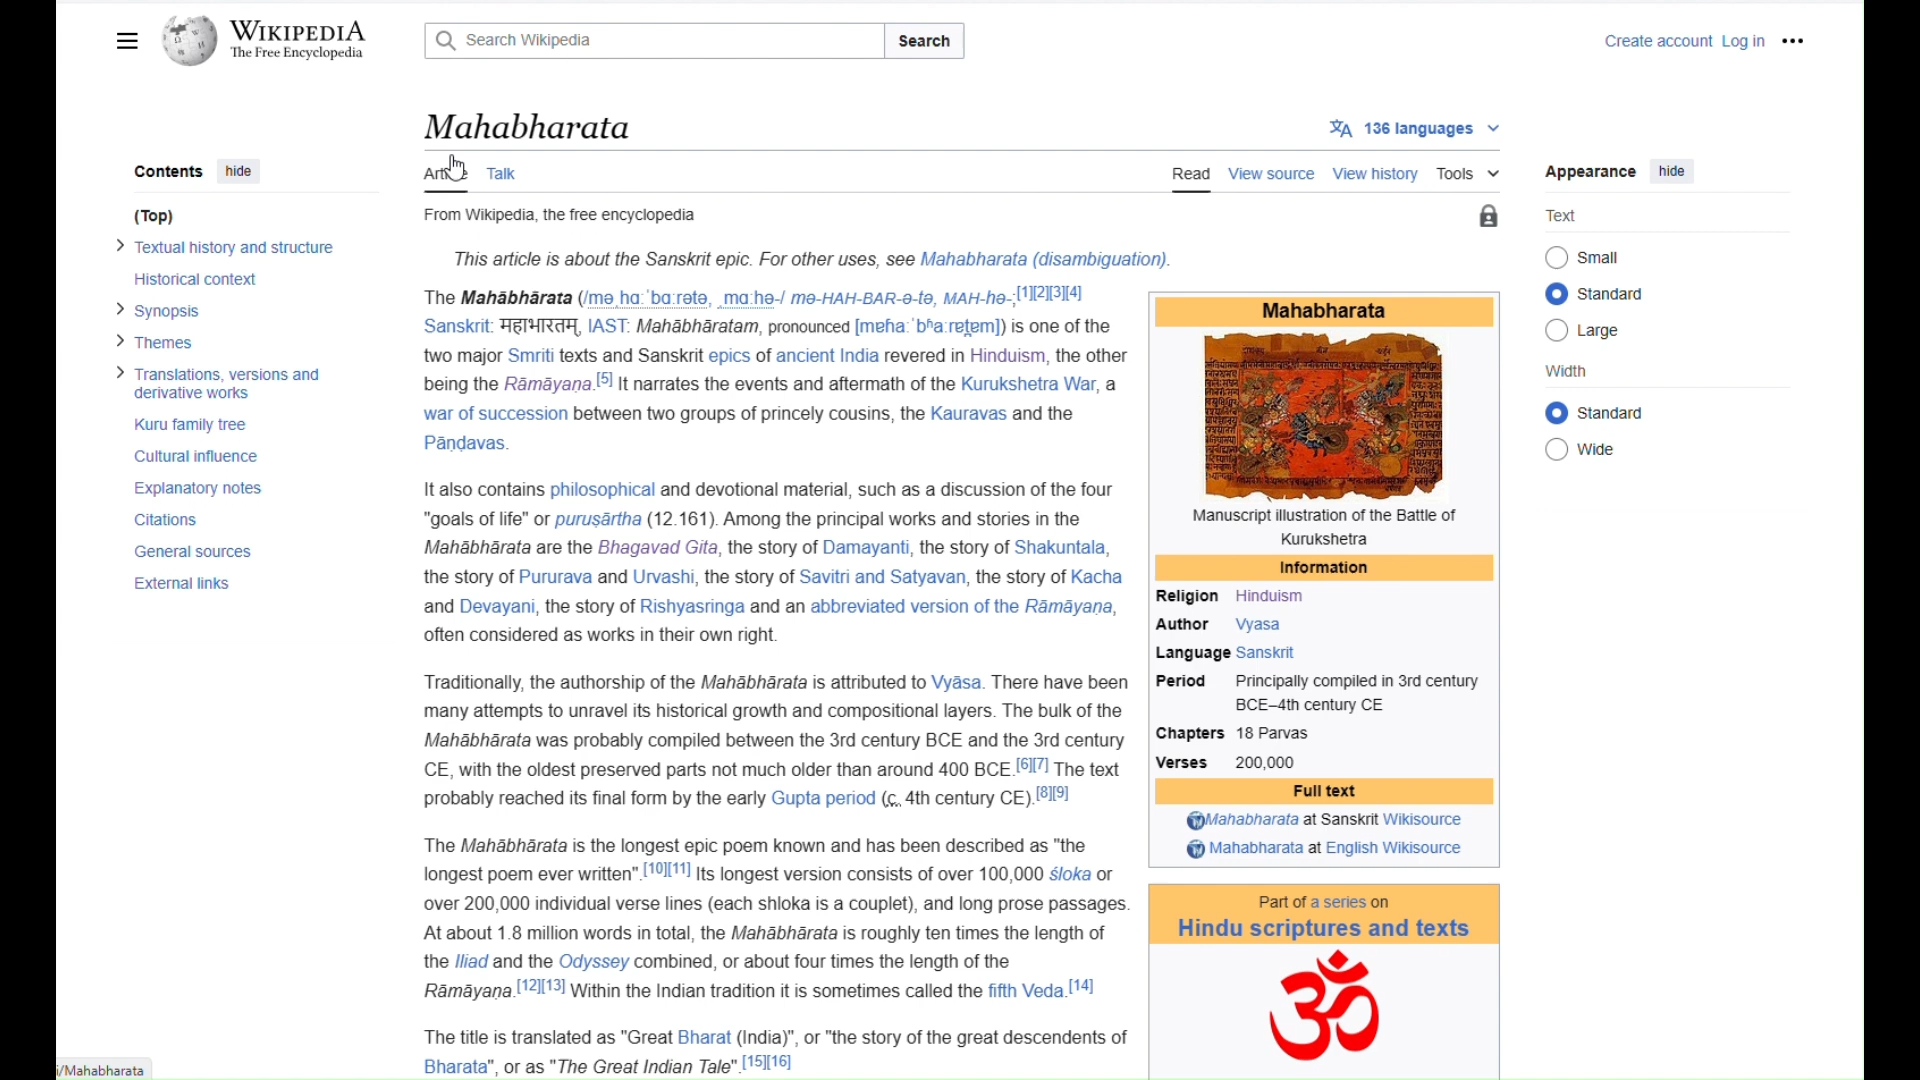 WIKIPEDIA
The Free Encyclopedia
Search Wikipedia
Search
Create account Log in
Mahabharata
136 languages
Contents hide
(Top)
Textual history and structure
Historical context
Synopsis
Themes
Translations, versions and
derivative works
Kuru family tree
Cultural influence
Explanatory notes
Citations
General sources
External links
Article Talk
Read View source View history Tools
From Wikipedia, the free encyclopedia
This article is about the Sanskrit epic. For other uses, see Mahabharata (disambiguation).
The Mahābhārata (/məˌhɑːˈbɑːrətə, ˌmɑːhə-/ mə-HAH-BAR-ə-tə, MAH-hə-;[1][2][3][4]
Sanskrit: महाभारतम्, IAST: Mahābhāratam, pronounced [mɐɦaːˈbʱaːrɐt̪ɐm]) is one of the
two major Smriti texts and Sanskrit epics of ancient India revered in Hinduism, the other
being the Rāmāyaṇa.[5] It narrates the events and aftermath of the Kurukshetra War, a
war of succession between two groups of princely cousins, the Kauravas and the
Pāṇḍavas.
It also contains philosophical and devotional material, such as a discussion of the four
"goals of life" or puruṣārtha (12.161). Among the principal works and stories in the
Mahābhārata are the Bhagavad Gita, the story of Damayanti, the story of Shakuntala,
the story of Pururava and Urvashi, the story of Savitri and Satyavan, the story of Kacha
and Devayani, the story of Rishyasringa and an abbreviated version of the Rāmāyaṇa,
often considered as works in their own right.
Traditionally, the authorship of the Mahābhārata is attributed to Vyāsa. There have been
many attempts to unravel its historical growth and compositional layers. The bulk of the
Mahābhārata was probably compiled between the 3rd century BCE and the 3rd century
CE, with the oldest preserved parts not much older than around 400 BCE.[6][7] The text
probably reached its final form by the early Gupta period (c. 4th century CE).[8][9]
The Mahābhārata is the longest epic poem known and has been described as "the
longest poem ever written".[10][11] Its longest version consists of over 100,000 śloka or
over 200,000 individual verse lines (each shloka is a couplet), and long prose passages.
At about 1.8 million words in total, the Mahābhārata is roughly ten times the length of
the Iliad and the Odyssey combined, or about four times the length of the
Rāmāyaṇa.[12][13] Within the Indian tradition it is sometimes called the fifth Veda.[14]
The title is translated as "Great Bharat (India)", or "the story of the great descendents of
Bharata", or as "The Great Indian Tale".[15][16]
Mahabharata
Manuscript illustration of the Battle of
Kurukshetra
Information
Religion Hinduism
Author Vyasa
Language Sanskrit
Period Principally compiled in 3rd century
BCE–4th century CE
Chapters 18 Parvas
Verses 200,000
Full text
Mahabharata at Sanskrit Wikisource
Mahabharata at English Wikisource
Part of a series on
Hindu scriptures and texts
ॐ
Appearance hide
Text
Small
Standard
Large
Width
Standard
Wide
i/Mahabharata